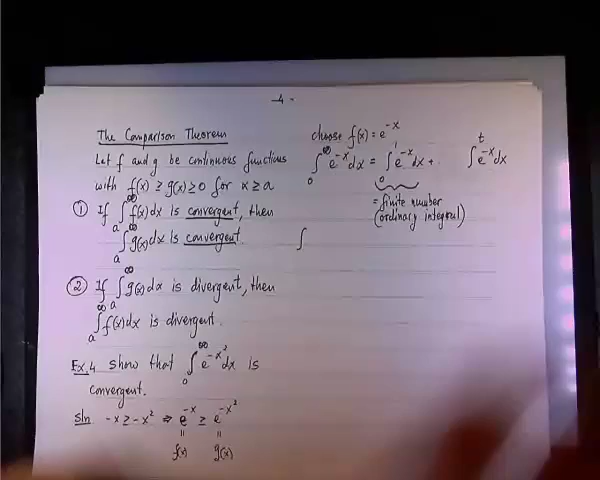 -4-
The Comparison Theorem
Let f and g be continuous functions
with f(x) ≥ g(x) ≥ 0 for x ≥ a
① If ∫_a^∞ f(x)dx is convergent, then
∫_a^∞ g(x)dx is convergent.
② If ∫_a^∞ g(x)dx is divergent, then
∫_a^∞ f(x)dx is divergent.
Ex.4 Show that ∫_0^∞ e^{-x^2}dx is
convergent.
Sln -x ≥ -x^2 ⇒ e^{-x} ≥ e^{-x^2}
= =
f(x) g(x)
choose f(x) = e^{-x}
∫_0^∞ e^{-x}dx = ∫_0^1 e^{-x}dx + ∫^t e^{-x}dx
= finite number
(ordinary integral)
∫